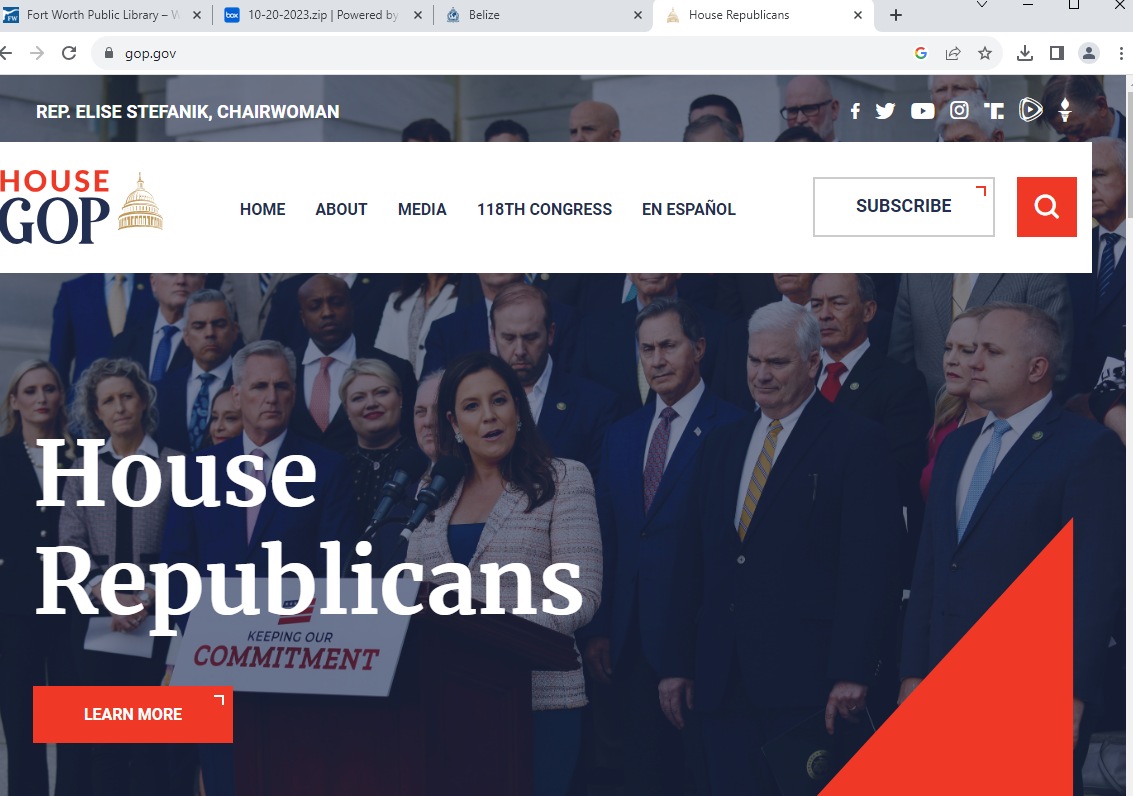 Fort Worth Public Library –
10-20-2023.zip | Powered by
Belize
House Republicans
gop.gov
REP. ELISE STEFANIK, CHAIRWOMAN
HOUSE
GOP
HOME ABOUT MEDIA 118TH CONGRESS EN ESPAÑOL
SUBSCRIBE
House
Republicans
KEEPING OUR
COMMITMENT
LEARN MORE